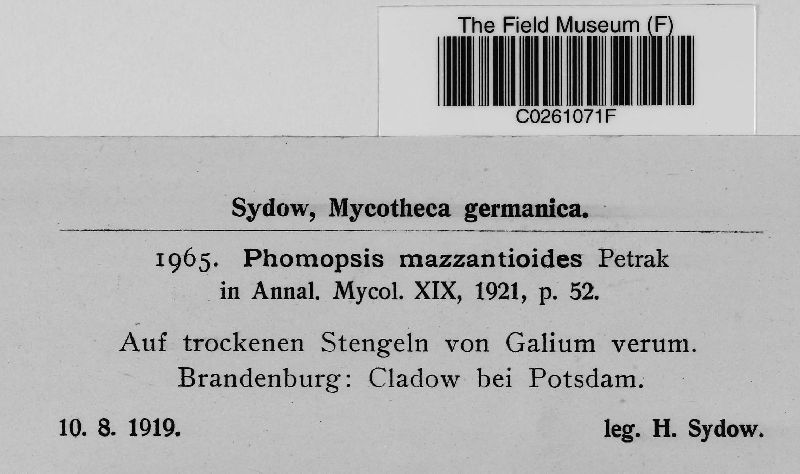 The Field Museum (F)
C0261071F
Sydow, Mycotheca germanica.
1965. Phomopsis mazzantioides Petrak
in Annal. Mycol. XIX, 1921, p. 52.
Auf trockenen Stengeln von Galium verum.
Brandenburg: Cladow bei Potsdam.
10. 8. 1919. leg. H. Sydow.